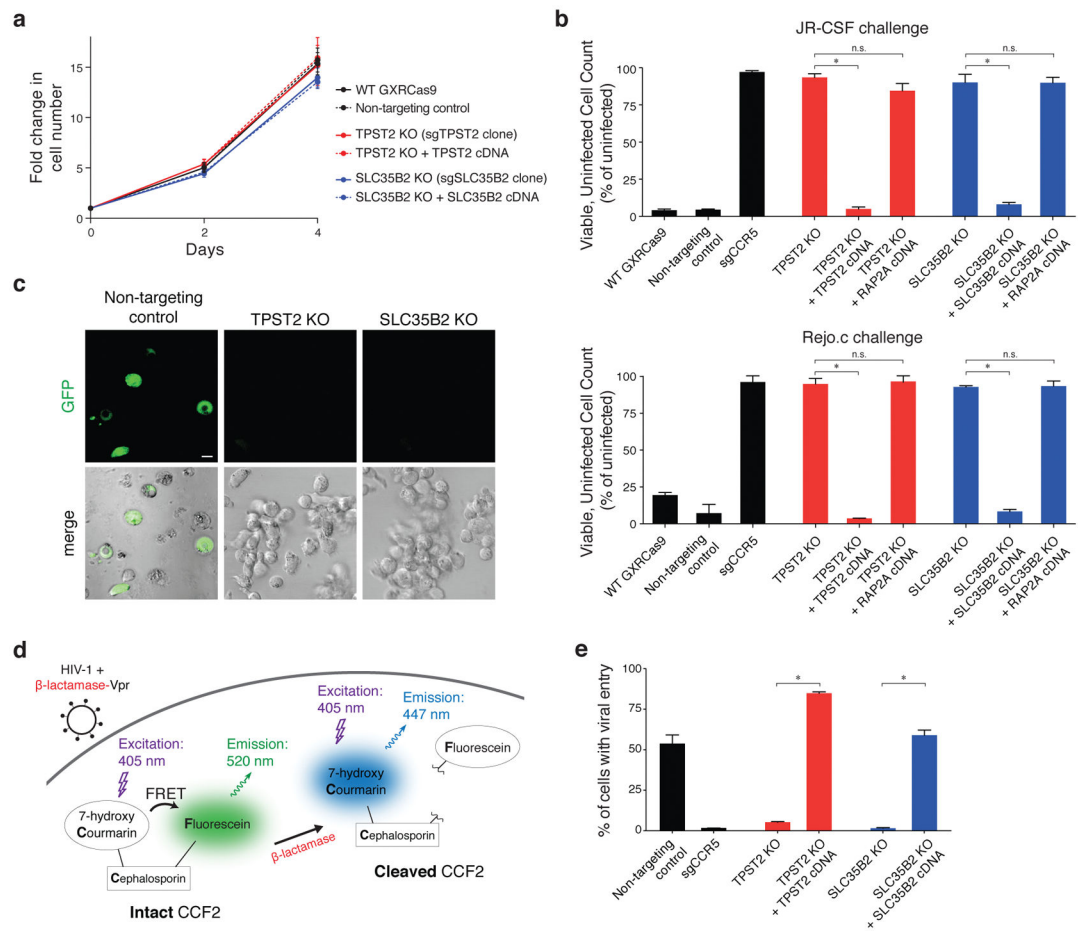 a
Fold change in
cell number
15
10
5
0
0
2
4
Days
WT GXRCas9
Non-targeting control
TPST2 KO (sgTPST2 clone)
TPST2 KO + TPST2 cDNA
SLC35B2 KO (sgSLC35B2 clone)
SLC35B2 KO + SLC35B2 cDNA
b
JR-CSF challenge
Viable, Uninfected Cell Count
(% of uninfected)
100
75
50
25
0
n.s.
*
n.s.
*
WT GXRCas9
Non-targeting
control
sgCCR5
TPST2 KO
TPST2 KO
+ TPST2 cDNA
TPST2 KO
+ RAP2A cDNA
SLC35B2 KO
SLC35B2 KO
+ SLC35B2 cDNA
SLC35B2 KO
+ RAP2A cDNA
Rejo.c challenge
Viable, Uninfected Cell Count
(% of uninfected)
100
75
50
25
0
n.s.
*
n.s.
*
WT GXRCas9
Non-targeting
control
sgCCR5
TPST2 KO
TPST2 KO
+ TPST2 cDNA
TPST2 KO
+ RAP2A cDNA
SLC35B2 KO
SLC35B2 KO
+ SLC35B2 cDNA
SLC35B2 KO
+ RAP2A cDNA
c
Non-targeting
control
TPST2 KO
SLC35B2 KO
GFP
merge
d
HIV-1 +
β-lactamase-Vpr
Excitation:
405 nm
Emission:
520 nm
FRET
7-hydroxy
Courmarin
Fluorescein
Cephalosporin
Intact CCF2
β-lactamase
Excitation:
405 nm
Emission:
447 nm
7-hydroxy
Courmarin
Fluorescein
Cephalosporin
Cleaved CCF2
e
% of cells with viral entry
100
75
50
25
0
*
*
Non-targeting
control
sgCCR5
TPST2 KO
TPST2 KO
+ TPST2 cDNA
SLC35B2 KO
SLC35B2 KO
+ SLC35B2 cDNA